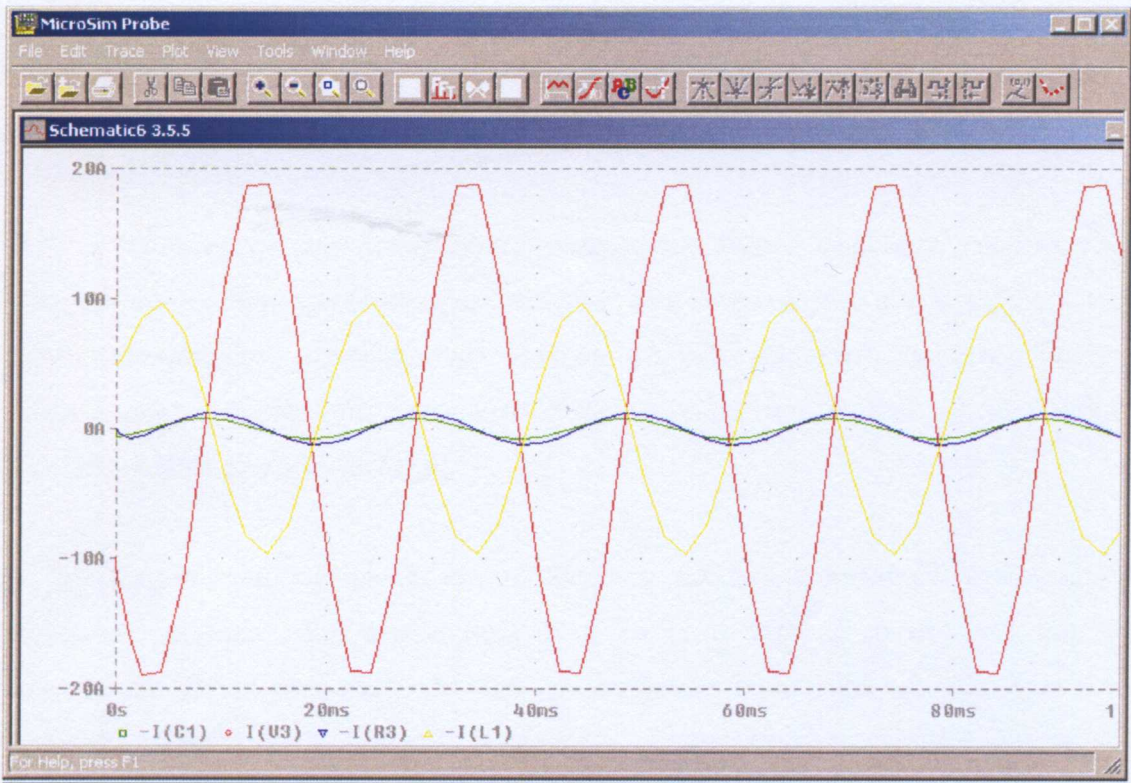 MicroSim Probe
File Edit Trace Plot View Tools Window Help
Schematic6 3.5.5
20A
10A
0A
-10A
-20A
0s 20ms 40ms 60ms 80ms 1
-I(C1) I(V3) -I(R3) -I(L1)
For Help, press F1